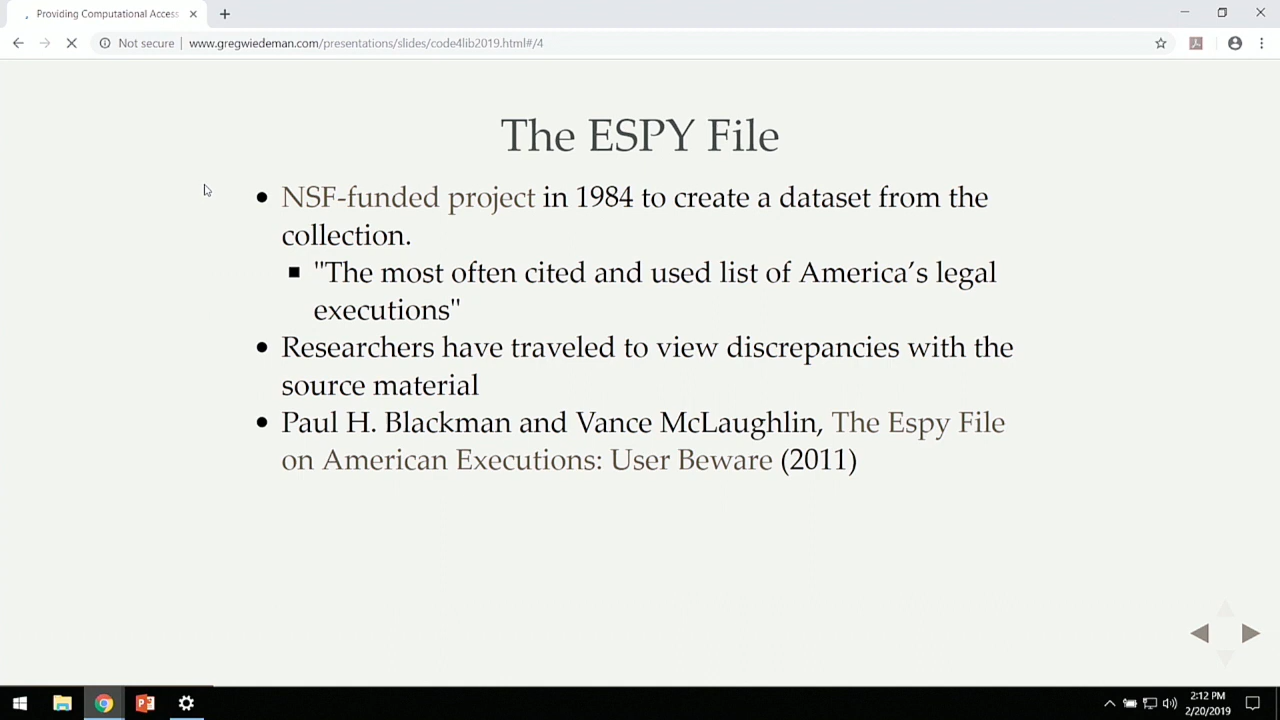 Providing Computational Access
Not secure | www.gregwiedeman.com/presentations/slides/code4lib2019.html#/4
The ESPY File
• NSF-funded project in 1984 to create a dataset from the
collection.
▪ "The most often cited and used list of America’s legal
executions"
• Researchers have traveled to view discrepancies with the
source material
• Paul H. Blackman and Vance McLaughlin, The Espy File
on American Executions: User Beware (2011)
2:12 PM
2/20/2019